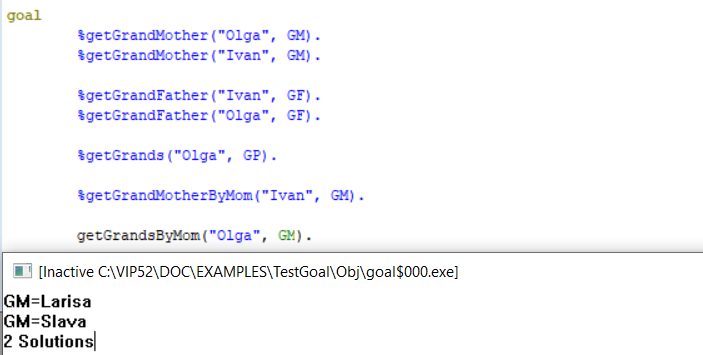 goal
%getGrandMother("Olga", GM).
%getGrandMother("Ivan", GM).
%getGrandFather("Ivan", GF).
%getGrandFather("Olga", GF).
%getGrands("Olga", GP).
%getGrandMotherByMom("Ivan", GM).
getGrandsByMom("Olga", GM).
[Inactive C:\VIP52\DOC\EXAMPLES\TestGoal\Obj\goal$000.exe]
GM=Larisa
GM=Slava
2 Solutions